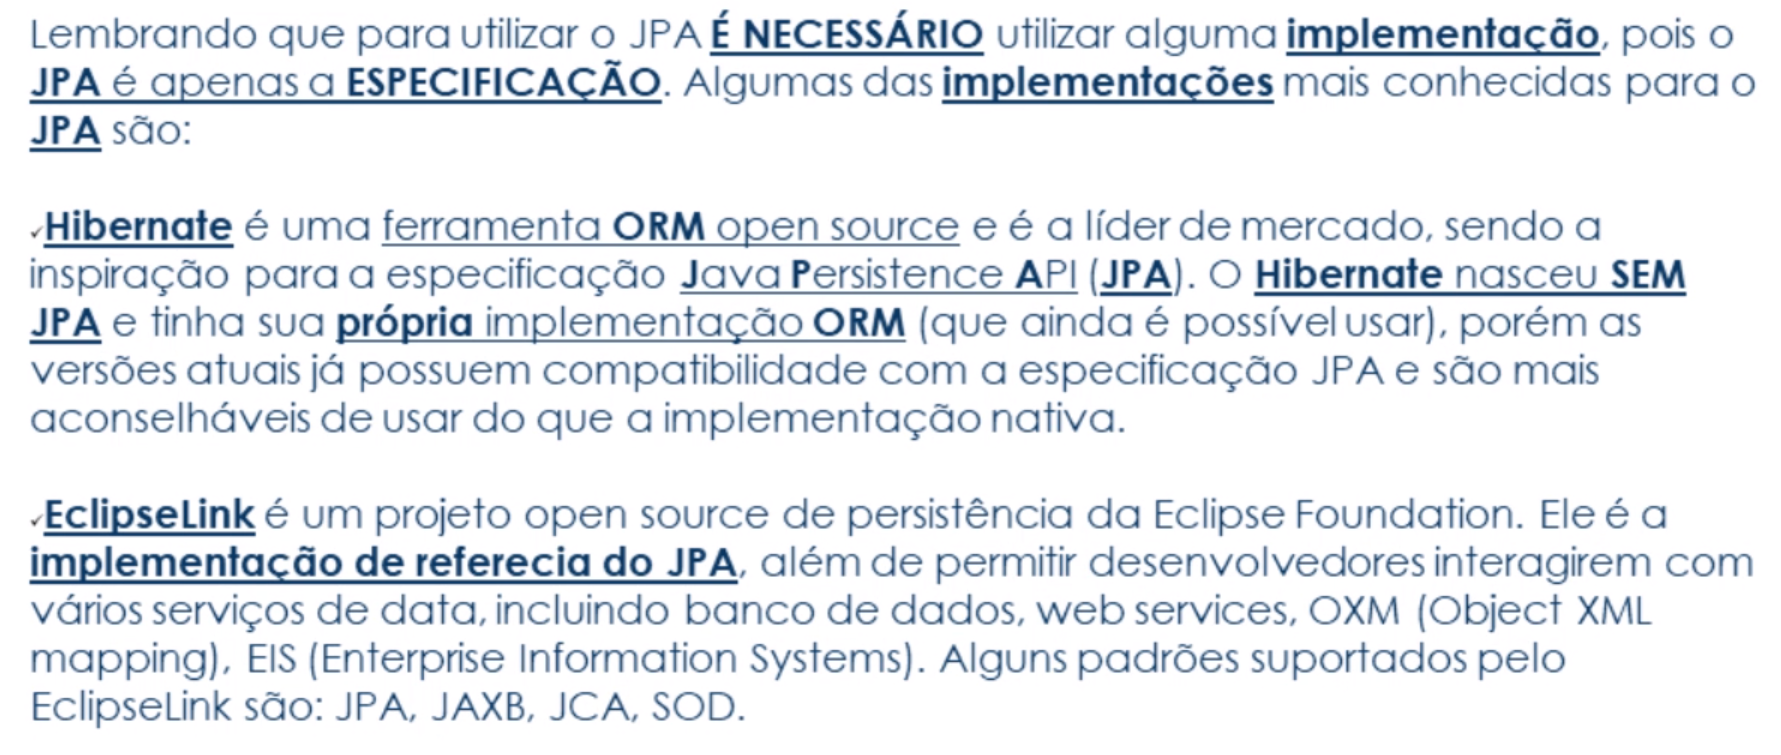 Lembrando que para utilizar o JPA É NECESSÁRIO utilizar alguma implementação, pois o
JPA é apenas a ESPECIFICAÇÃO. Algumas das implementações mais conhecidas para o
JPA são:
✓Hibernate é uma ferramenta ORM open source e é a líder de mercado, sendo a
inspiração para a especificação Java Persistence API (JPA). O Hibernate nasceu SEM
JPA e tinha sua própria implementação ORM (que ainda é possível usar), porém as
versões atuais já possuem compatibilidade com a especificação JPA e são mais
aconselháveis de usar do que a implementação nativa.
✓EclipseLink é um projeto open source de persistência da Eclipse Foundation. Ele é a
implementação de referecia do JPA, além de permitir desenvolvedores interagirem com
vários serviços de data, incluindo banco de dados, web services, OXM (Object XML
mapping), EIS (Enterprise Information Systems). Alguns padrões suportados pelo
EclipseLink são: JPA, JAXB, JCA, SOD.